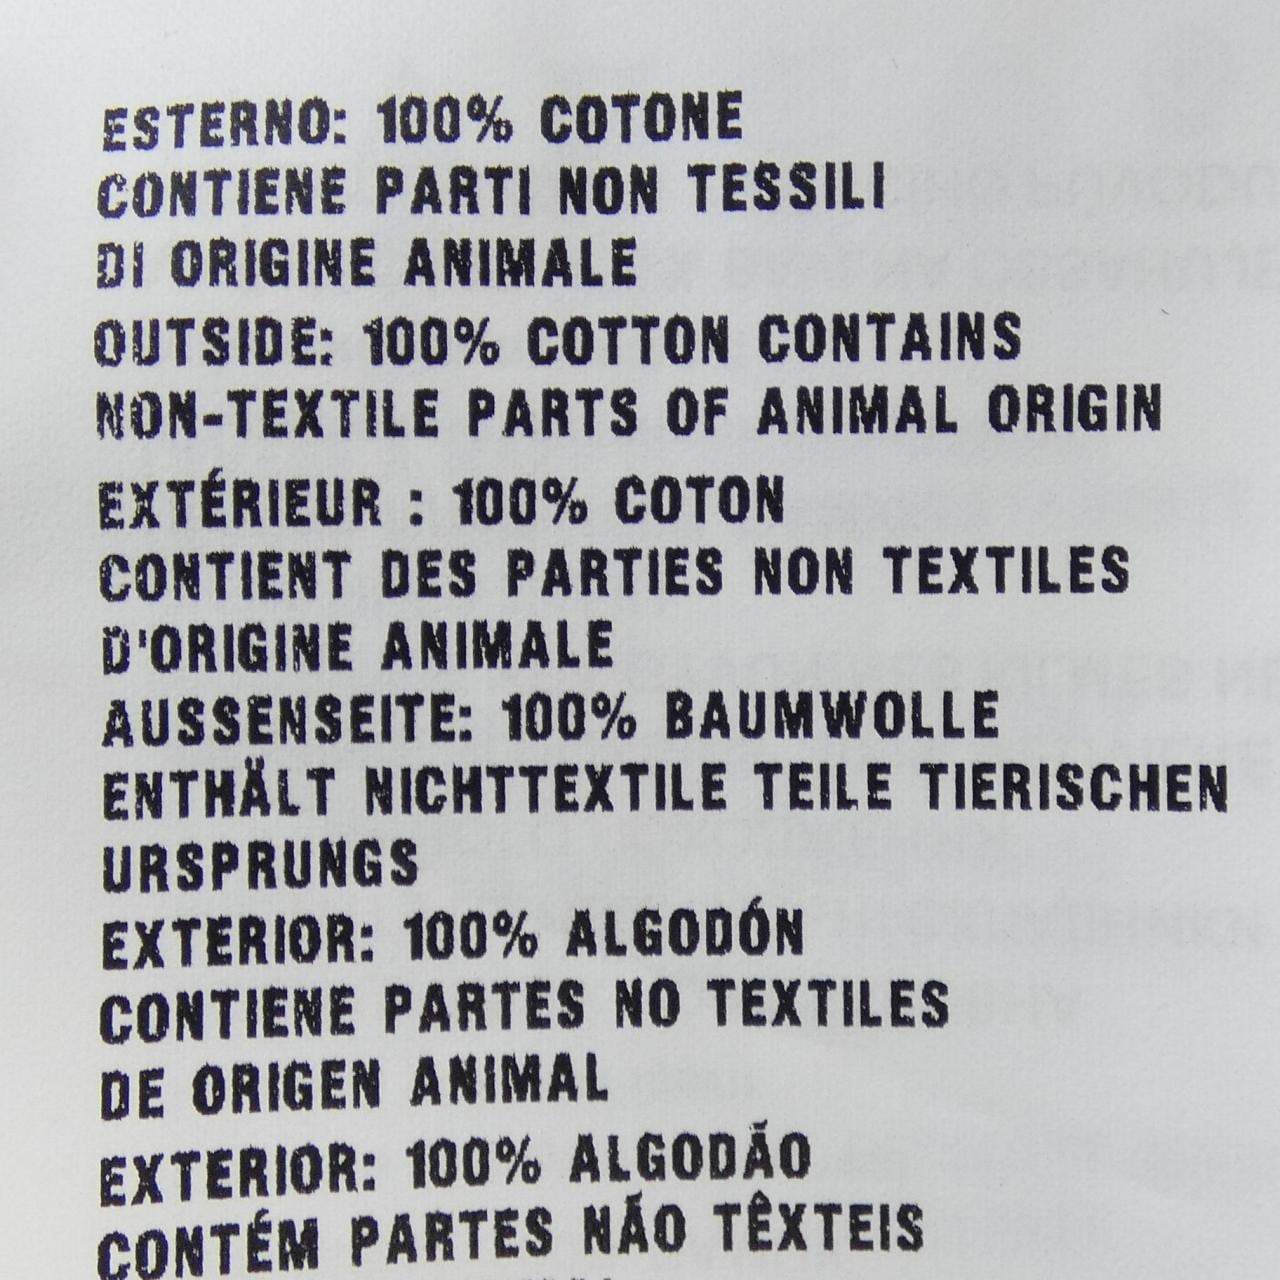 ESTERNO: 100% COTONE
CONTIENE PARTI NON TESSILI
DI ORIGINE ANIMALE
OUTSIDE: 100% COTTON CONTAINS
NON-TEXTILE PARTS OF ANIMAL ORIGIN
EXTÉRIEUR : 100% COTON
CONTIENT DES PARTIES NON TEXTILES
D'ORIGINE ANIMALE
AUSSENSEITE: 100% BAUMWOLLE
ENTHÄLT NICHTTEXTILE TEILE TIERISCHEN
URSPRUNGS
EXTERIOR: 100% ALGODÓN
CONTIENE PARTES NO TEXTILES
DE ORIGEN ANIMAL
EXTERIOR: 100% ALGODÃO
CONTÉM PARTES NÃO TÊXTEIS